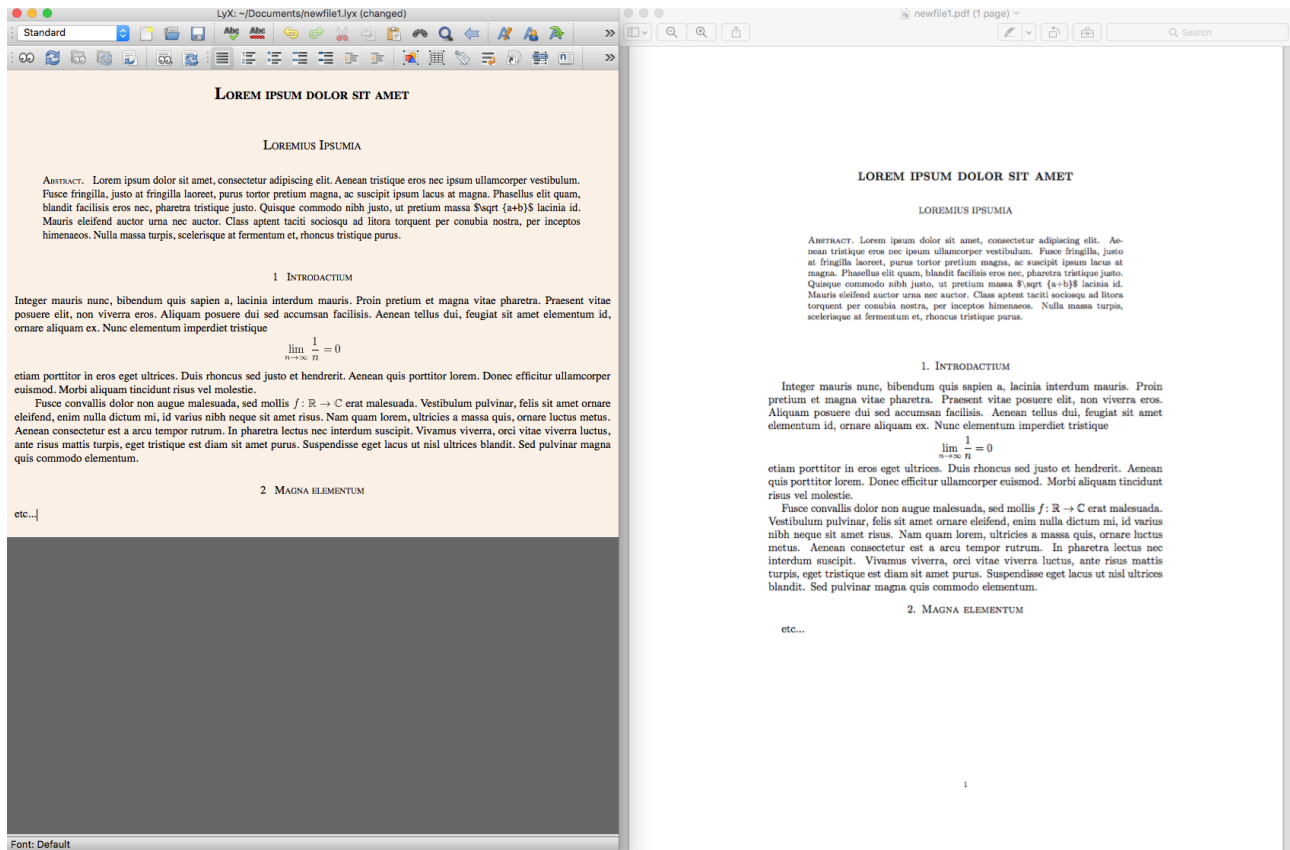 LyX: ~/Documents/newfile1.lyx (changed)
Standard
Abc
Abc
»
»
Lorem ipsum dolor sit amet
Loremius Ipsumia
Abstract. Lorem ipsum dolor sit amet, consectetur adipiscing elit. Aenean tristique eros nec ipsum ullamcorper vestibulum.
Fusce fringilla, justo at fringilla laoreet, purus tortor pretium magna, ac suscipit ipsum lacus at magna. Phasellus elit quam,
blandit facilisis eros nec, pharetra tristique justo. Quisque commodo nibh justo, ut pretium massa $\sqrt {a+b}$ lacinia id.
Mauris eleifend auctor urna nec auctor. Class aptent taciti sociosqu ad litora torquent per conubia nostra, per inceptos
himenaeos. Nulla massa turpis, scelerisque at fermentum et, rhoncus tristique purus.
1 Introdactium
Integer mauris nunc, bibendum quis sapien a, lacinia interdum mauris. Proin pretium et magna vitae pharetra. Praesent vitae
posuere elit, non viverra eros. Aliquam posuere dui sed accumsan facilisis. Aenean tellus dui, feugiat sit amet elementum id,
ornare aliquam ex. Nunc elementum imperdiet tristique
lim n→∞ 1/n = 0
etiam porttitor in eros eget ultrices. Duis rhoncus sed justo et hendrerit. Aenean quis porttitor lorem. Donec efficitur ullamcorper
euismod. Morbi aliquam tincidunt risus vel molestie.
Fusce convallis dolor non augue malesuada, sed mollis f : ℝ → ℂ erat malesuada. Vestibulum pulvinar, felis sit amet ornare
eleifend, enim nulla dictum mi, id varius nibh neque sit amet risus. Nam quam lorem, ultricies a massa quis, ornare luctus metus.
Aenean consectetur est a arcu tempor rutrum. In pharetra lectus nec interdum suscipit. Vivamus viverra, orci vitae viverra luctus,
ante risus mattis turpis, eget tristique est diam sit amet purus. Suspendisse eget lacus ut nisl ultrices blandit. Sed pulvinar magna
quis commodo elementum.
2 Magna elementum
etc...
Font: Default
newfile1.pdf (1 page)
Search
LOREM IPSUM DOLOR SIT AMET
LOREMIUS IPSUMIA
Abstract. Lorem ipsum dolor sit amet, consectetur adipiscing elit. Ae-
nean tristique eros nec ipsum ullamcorper vestibulum. Fusce fringilla, justo
at fringilla laoreet, purus tortor pretium magna, ac suscipit ipsum lacus at
magna. Phasellus elit quam, blandit facilisis eros nec, pharetra tristique justo.
Quisque commodo nibh justo, ut pretium massa $\sqrt {a+b}$ lacinia id.
Mauris eleifend auctor urna nec auctor. Class aptent taciti sociosqu ad litora
torquent per conubia nostra, per inceptos himenaeos. Nulla massa turpis,
scelerisque at fermentum et, rhoncus tristique purus.
1. Introdactium
Integer mauris nunc, bibendum quis sapien a, lacinia interdum mauris. Proin
pretium et magna vitae pharetra. Praesent vitae posuere elit, non viverra eros.
Aliquam posuere dui sed accumsan facilisis. Aenean tellus dui, feugiat sit amet
elementum id, ornare aliquam ex. Nunc elementum imperdiet tristique
lim n→∞ 1/n = 0
etiam porttitor in eros eget ultrices. Duis rhoncus sed justo et hendrerit. Aenean
quis porttitor lorem. Donec efficitur ullamcorper euismod. Morbi aliquam tincidunt
risus vel molestie.
Fusce convallis dolor non augue malesuada, sed mollis f : ℝ → ℂ erat malesuada.
Vestibulum pulvinar, felis sit amet ornare eleifend, enim nulla dictum mi, id varius
nibh neque sit amet risus. Nam quam lorem, ultricies a massa quis, ornare luctus
metus. Aenean consectetur est a arcu tempor rutrum. In pharetra lectus nec
interdum suscipit. Vivamus viverra, orci vitae viverra luctus, ante risus mattis
turpis, eget tristique est diam sit amet purus. Suspendisse eget lacus ut nisl ultrices
blandit. Sed pulvinar magna quis commodo elementum.
2. Magna elementum
etc...
1